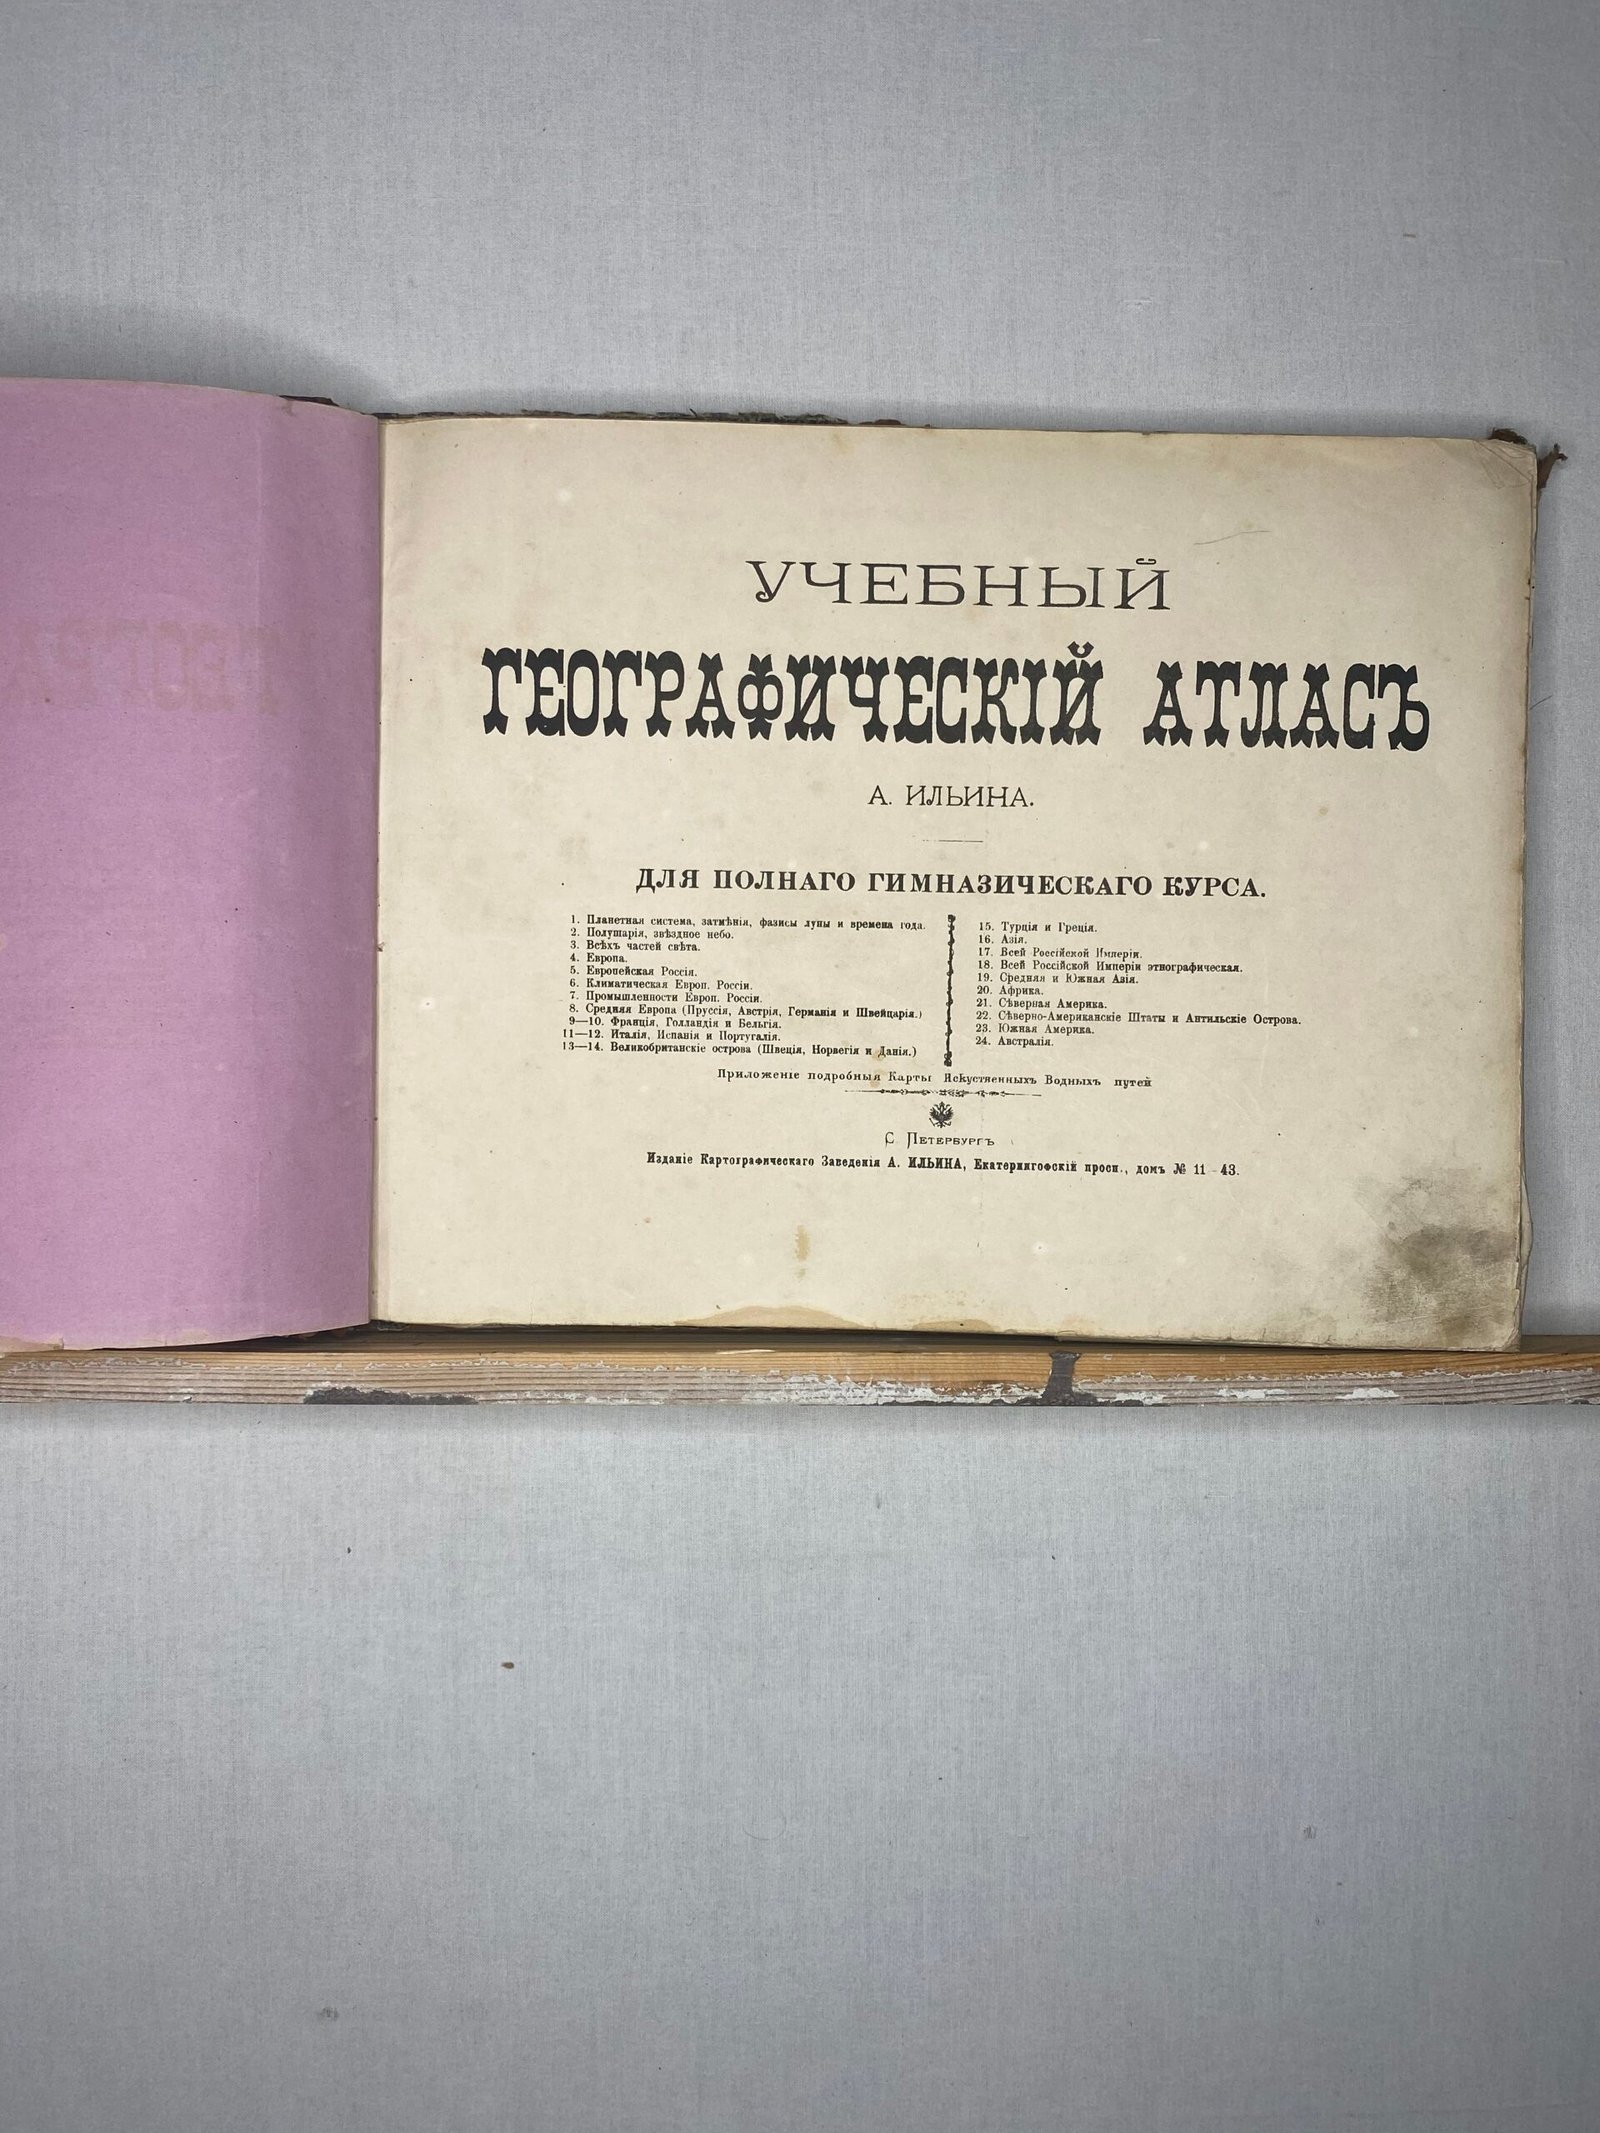 УЧЕБНЫЙ
ГЕОГРАФИЧЕСКІЙ АТЛАСЪ
А. ИЛЬИНА.
ДЛЯ ПОЛНАГО ГИМНАЗИЧЕСКАГО КУРСА.
1. Планетная система, затмѣнія, фазисы луны и времена года.
2. Полушарія, звѣздное небо.
3. Всѣхъ частей свѣта.
4. Европа.
5. Европейская Россія.
6. Климатическая Европ. Россіи.
7. Промышленности Европ. Россіи.
8. Средняя Европа (Пруссія, Австрія, Германія и Швейцарія.)
9—10. Франція, Голландія и Бельгія.
11—12. Италія, Испанія и Португалія.
13—14. Великобританскіе острова (Швеція, Норвегія и Данія.)
15. Турція и Греція.
16. Азія.
17. Всей Россійской Имперіи.
18. Всей Россійской Имперіи этнографическая.
19. Средняя и Южная Азія.
20. Африка.
21. Сѣверная Америка.
22. Сѣверно-Американскіе Штаты и Антильскіе Острова.
23. Южная Америка.
24. Австралія.
Приложеніе подробныя Карты Искуственныхъ Водныхъ путей
С. Петербургъ
Изданіе Картографическаго Заведенія А. ИЛЬИНА, Екатерингофскій просп., домъ № 11–43.